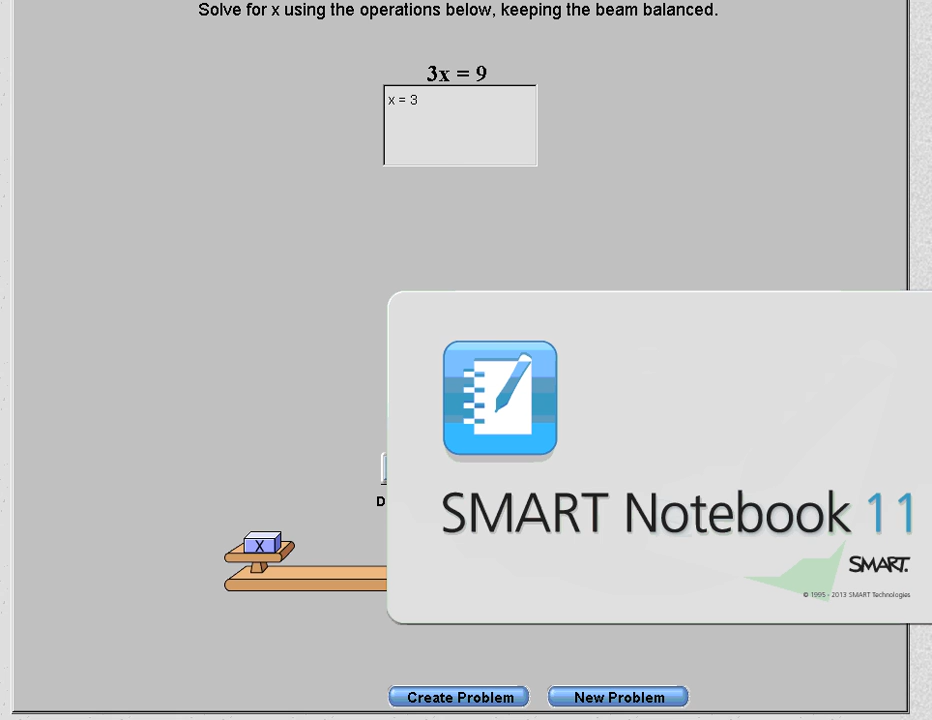 Solve for x using the operations below, keeping the beam balanced.
3x = 9
x = 3
D
X
SMART Notebook 11
SMART.
© 1995 - 2013 SMART Technologies
Create Problem
New Problem